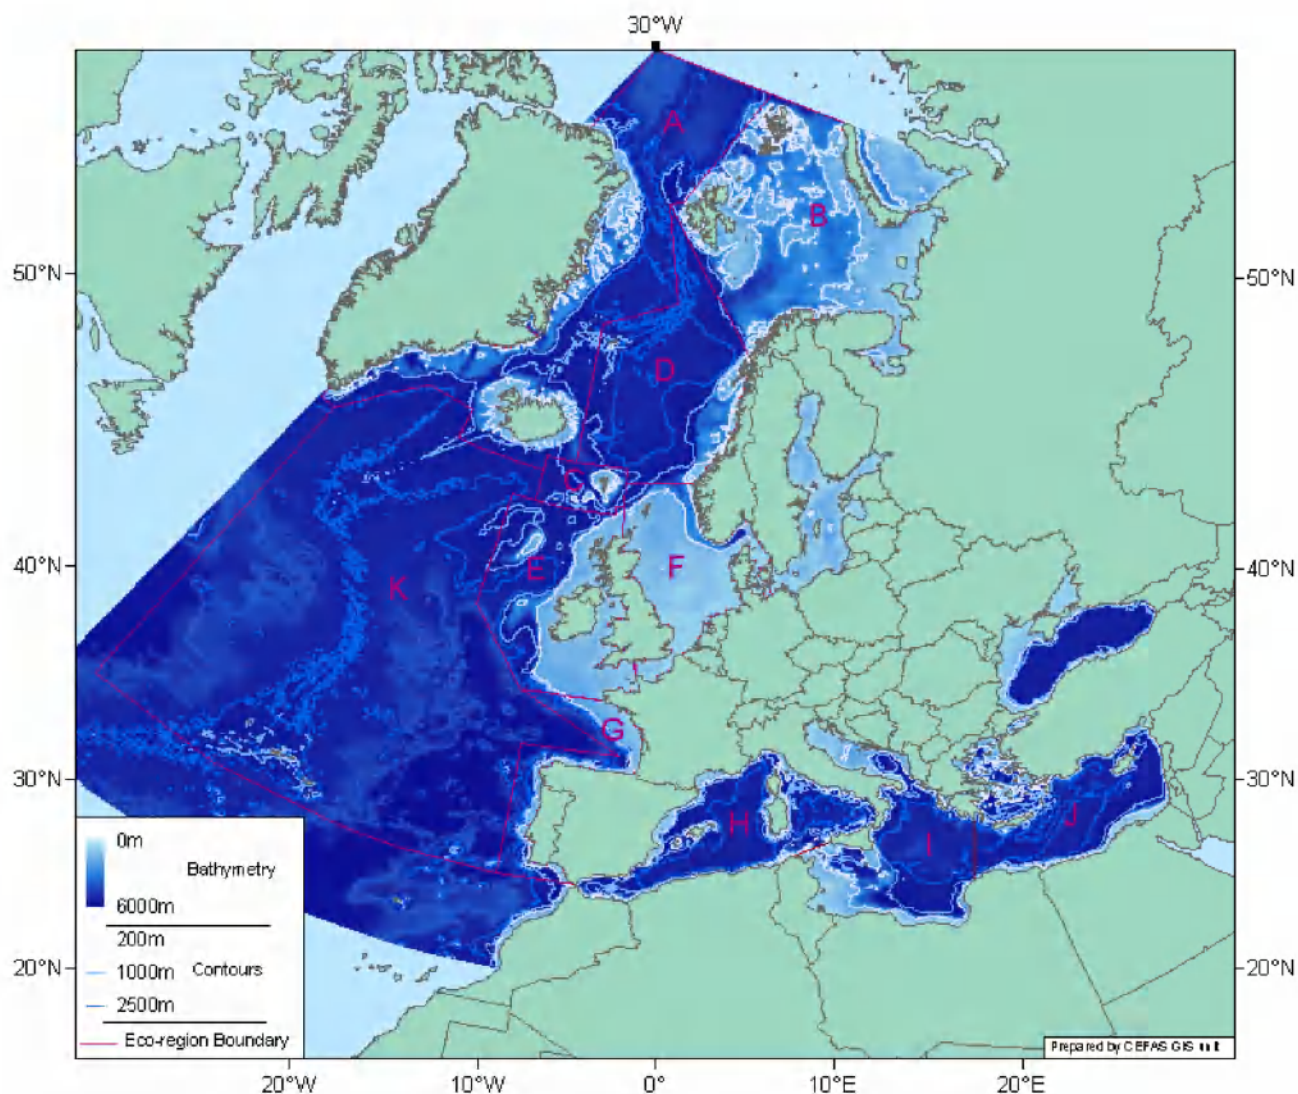 30°W
A
B
50°N
50°N
D
C
40°N
E
F
40°N
K
G
30°N
30°N
H
I
J
0m
Bathymetry
6000m
200m
1000m
Contours
2500m
Eco-region Boundary
20°N
20°N
Prepared by CEFAS GIS unit
20°W
10°W
0°
10°E
20°E